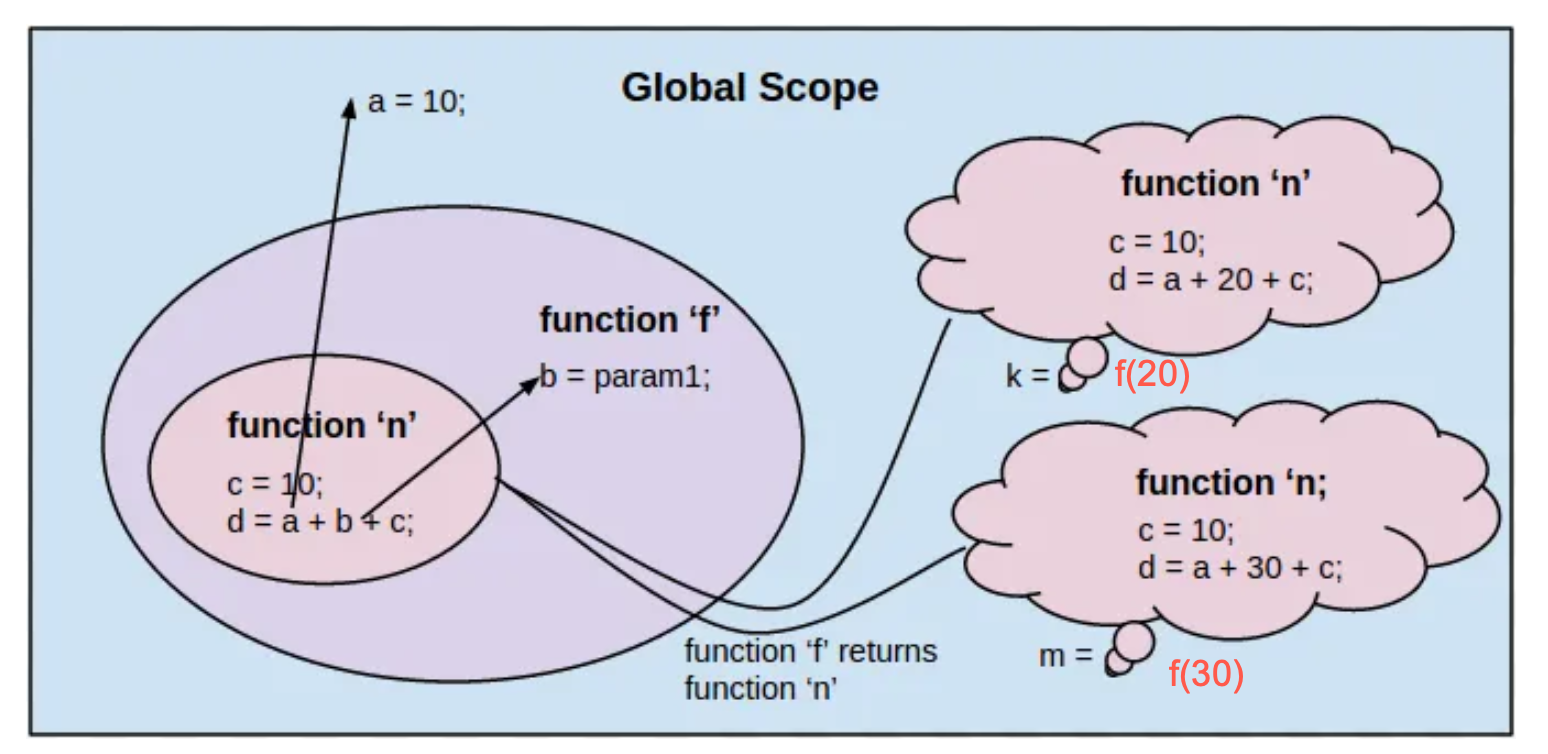 Global Scope
a = 10;
function ‘f’
b = param1;
function ‘n’
c = 10;
d = a + b + c;
function ‘f’ returns
function ‘n’
function ‘n’
c = 10;
d = a + 20 + c;
k =
f(20)
function ‘n;
c = 10;
d = a + 30 + c;
m =
f(30)